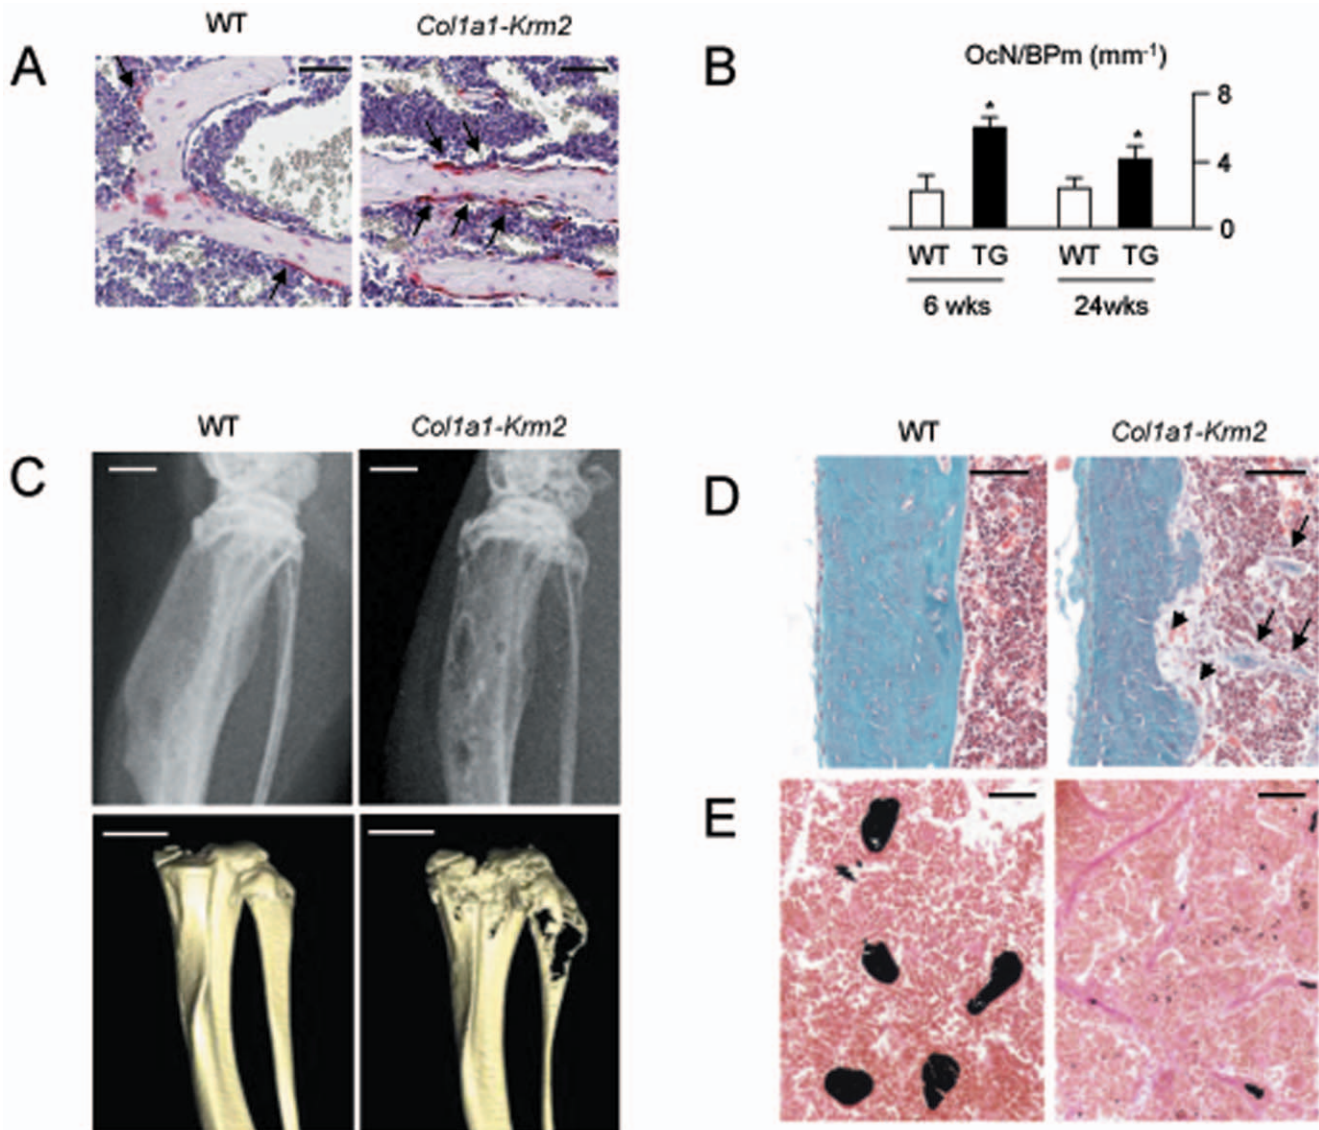 A
WT
Col1a1-Krm2
B
OcN/BPm (mm-1)
8
4
0
*
*
WT TG WT TG
6 wks 24wks
C
WT
Col1a1-Krm2
D
WT
Col1a1-Krm2
E